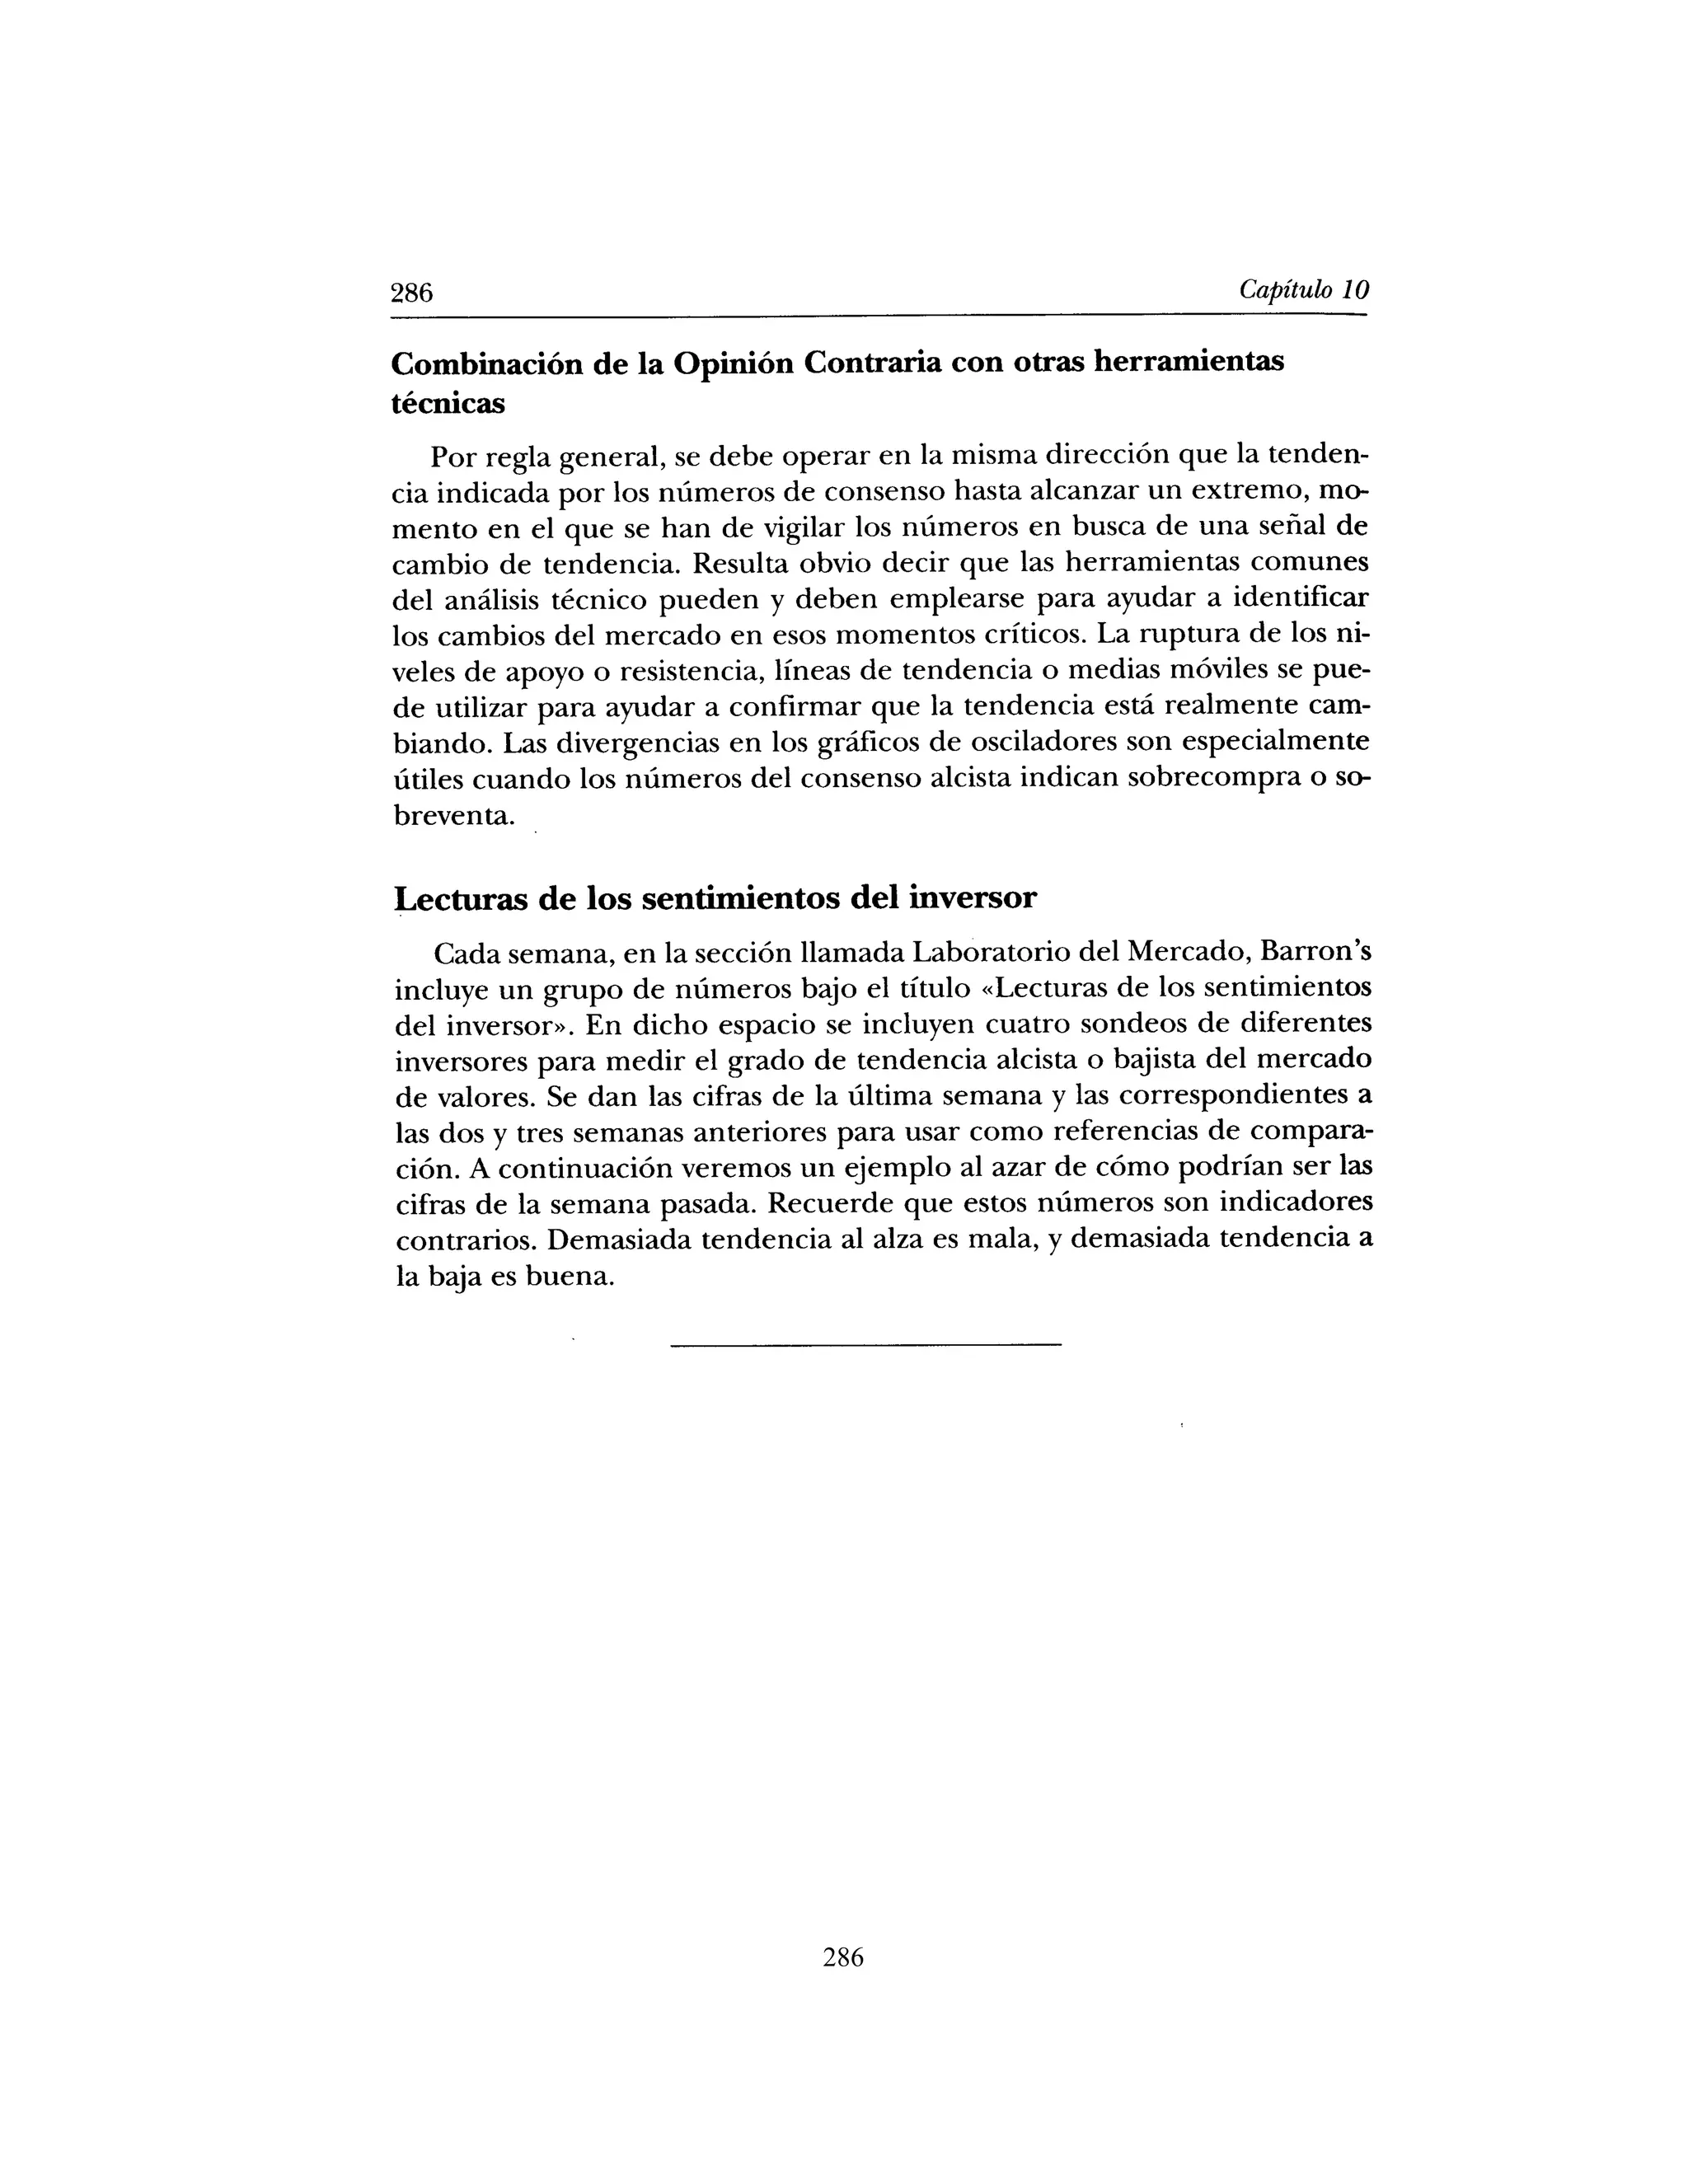 286 Capítulo 10
Combinación de la Opinión Contraria con otras herramientas
técnicas
Por regla general, se debe operar en la misma dirección que la tenden-
cia indicada por los números de consenso hasta alcanzar un extremo, mo-
mento en el que se han de vigilar los números en busca de una señal de
cambio de tendencia. Resulta obvio decir que las herramientas comunes
del análisis técnico pueden y deben emplearse para ayudar a identificar
los cambios del mercado en esos momentos críticos. La ruptura de los ni-
veles de apoyo o resistencia, líneas de tendencia o medias móviles se pue-
de utilizar para ayudar a confirmar que la tendencia está realmente cam-
biando. Las divergencias en los gráficos de osciladores son especialmente
útiles cuando los números del consenso alcista indican sobrecompra o so-
breventa.
Lecturas de los sentimientos del inversor
Cada semana, en la sección llamada Laboratorio del Mercado, Barron's
incluye un grupo de números bajo el título «Lecturas de los sentimientos
del inversor». En dicho espacio se incluyen cuatro sondeos de diferentes
inversores para medir el grado de tendencia alcista o bajista del mercado
de valores. Se dan las cifras de la última semana y las correspondientes a
las dos y tres semanas anteriores para usar como referencias de compara-
ción. A continuación veremos un ejemplo al azar de cómo podrían ser las
cifras de la semana pasada. Recuerde que estos números son indicadores
contrarios. Demasiada tendencia al alza es mala, y demasiada tendencia a
la baja es buena.
286